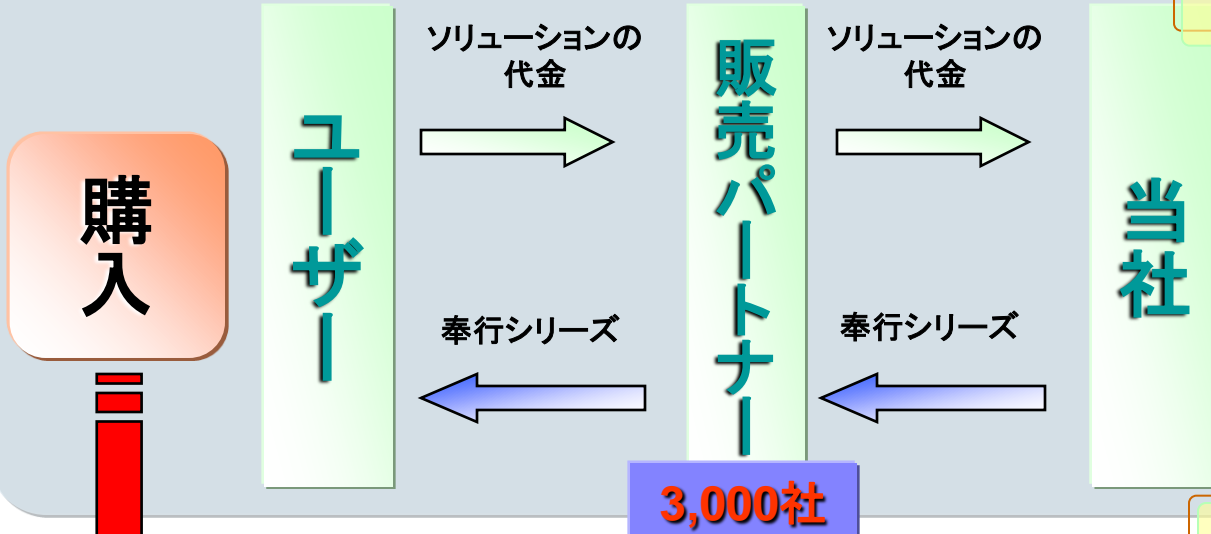 購入
ユーザー
ソリューションの
代金
奉行シリーズ
販売パートナー
3,000社
ソリューションの
代金
奉行シリーズ
当社